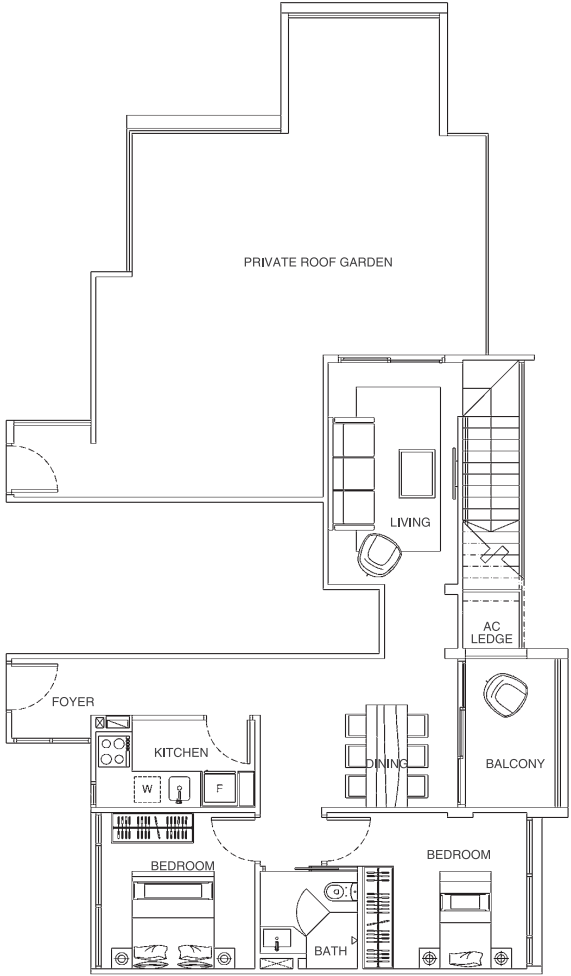 PRIVATE ROOF GARDEN
LIVING
AC
LEDGE
FOYER
KITCHEN
DINING
BALCONY
W
F
BEDROOM
BEDROOM
BATH